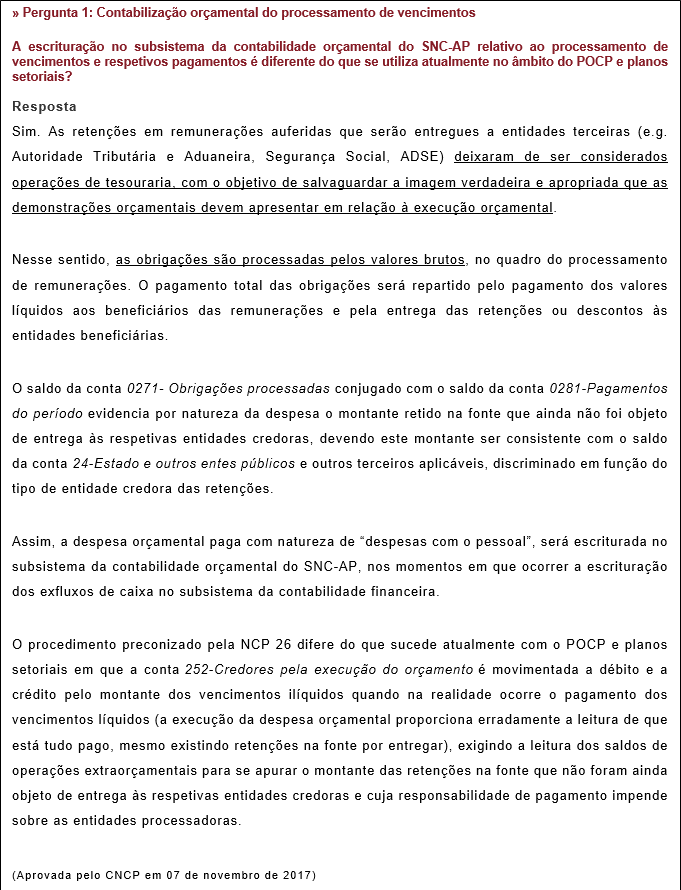 » Pergunta 1: Contabilização orçamental do processamento de vencimentos
A escrituração no subsistema da contabilidade orçamental do SNC-AP relativo ao processamento de
vencimentos e respetivos pagamentos é diferente do que se utiliza atualmente no âmbito do POCP e planos
setoriais?
Resposta
Sim. As retenções em remunerações auferidas que serão entregues a entidades terceiras (e.g.
Autoridade Tributária e Aduaneira, Segurança Social, ADSE) deixaram de ser considerados
operações de tesouraria, com o objetivo de salvaguardar a imagem verdadeira e apropriada que as
demonstrações orçamentais devem apresentar em relação à execução orçamental.
Nesse sentido, as obrigações são processadas pelos valores brutos, no quadro do processamento
de remunerações. O pagamento total das obrigações será repartido pelo pagamento dos valores
líquidos aos beneficiários das remunerações e pela entrega das retenções ou descontos às
entidades beneficiárias.
O saldo da conta 0271- Obrigações processadas conjugado com o saldo da conta 0281-Pagamentos
do período evidencia por natureza da despesa o montante retido na fonte que ainda não foi objeto
de entrega às respetivas entidades credoras, devendo este montante ser consistente com o saldo
da conta 24-Estado e outros entes públicos e outros terceiros aplicáveis, discriminado em função do
tipo de entidade credora das retenções.
Assim, a despesa orçamental paga com natureza de “despesas com o pessoal”, será escriturada no
subsistema da contabilidade orçamental do SNC-AP, nos momentos em que ocorrer a escrituração
dos exfluxos de caixa no subsistema da contabilidade financeira.
O procedimento preconizado pela NCP 26 difere do que sucede atualmente com o POCP e planos
setoriais em que a conta 252-Credores pela execução do orçamento é movimentada a débito e a
crédito pelo montante dos vencimentos ilíquidos quando na realidade ocorre o pagamento dos
vencimentos líquidos (a execução da despesa orçamental proporciona erradamente a leitura de que
está tudo pago, mesmo existindo retenções na fonte por entregar), exigindo a leitura dos saldos de
operações extraorçamentais para se apurar o montante das retenções na fonte que não foram ainda
objeto de entrega às respetivas entidades credoras e cuja responsabilidade de pagamento impende
sobre as entidades processadoras.
(Aprovada pelo CNCP em 07 de novembro de 2017)